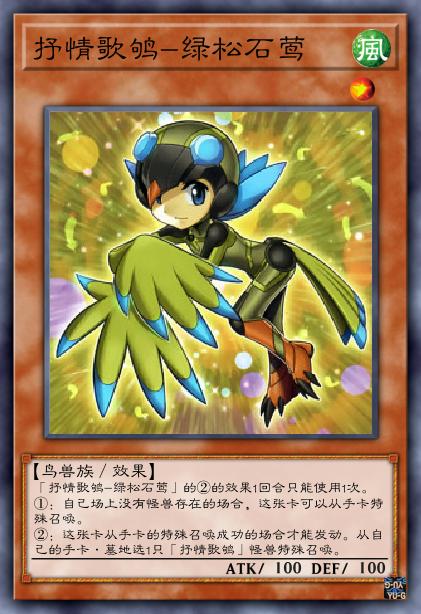 抒情歌鸲-绿松石莺
風
【鸟兽族／效果】
「抒情歌鸲-绿松石莺」的②的效果1回合只能使用1次。
①：自己场上没有怪兽存在的场合，这张卡可以从手卡特
殊召唤。
②：这张卡从手卡的特殊召唤成功的场合才能发动。从自
己的手卡・墓地选1只「抒情歌鸲」怪兽特殊召唤。
ATK/ 100 DEF/ 100